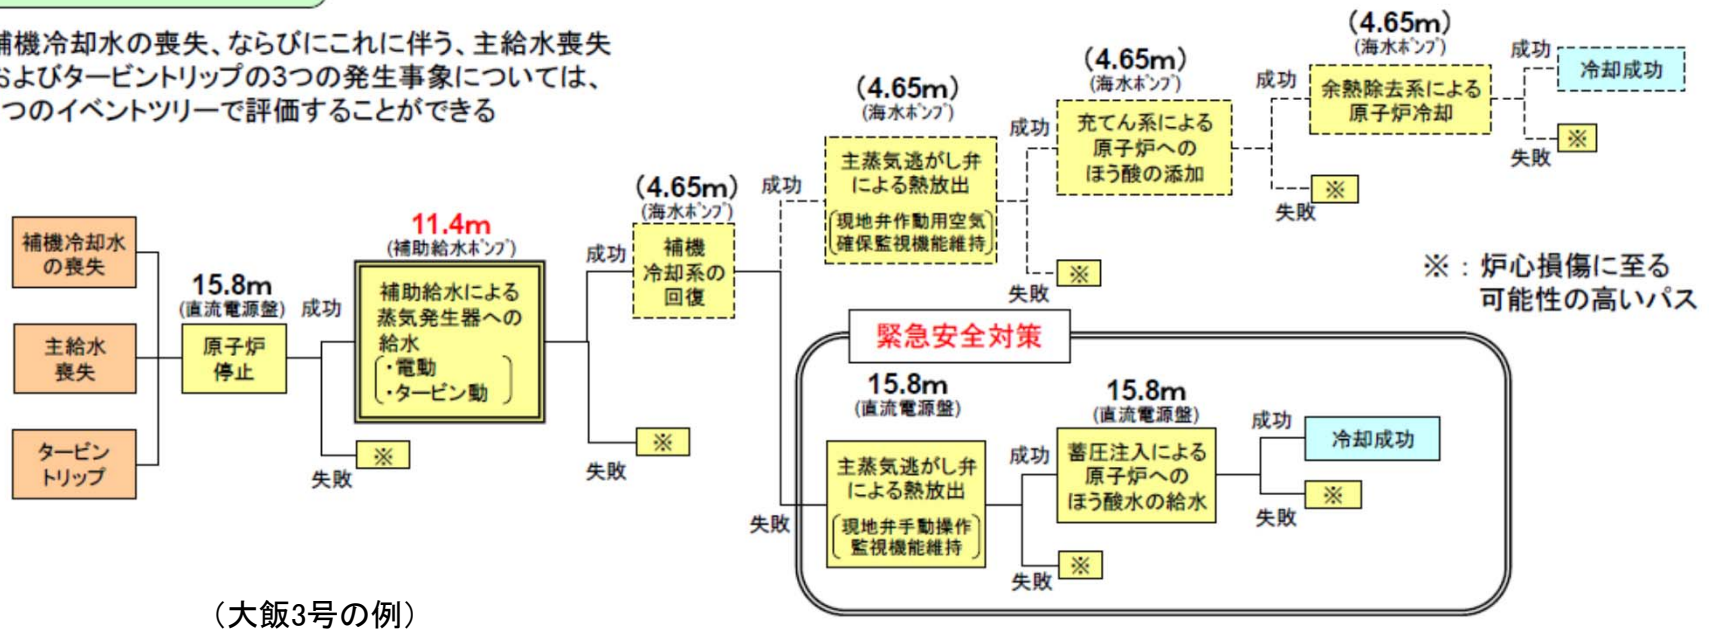 機冷却水の喪失、ならびにこれに伴う、主給水喪失
およびタービントリップの3つの発生事象については、
つのイベントツリーで評価することができる
補機冷却水
の喪失
主給水
喪失
タービン
トリップ
15.8m
(直流電源盤)
原子炉
停止
成功
失敗
※
11.4m
(補助給水ポンプ)
補助給水による
蒸気発生器への
給水
・電動
・タービン動
成功
失敗
※
(4.65m)
(海水ポンプ)
補機
冷却系の
回復
成功
失敗
(4.65m)
(海水ポンプ)
主蒸気逃がし弁
による熱放出
現地弁作動用空気
確保監視機能維持
成功
失敗
※
(4.65m)
(海水ポンプ)
充てん系による
原子炉への
ほう酸の添加
成功
失敗
※
(4.65m)
(海水ポンプ)
余熱除去系による
原子炉冷却
成功
冷却成功
失敗
※
※：炉心損傷に至る
可能性の高いパス
緊急安全対策
15.8m
(直流電源盤)
主蒸気逃がし弁
による熱放出
現地弁手動操作
監視機能維持
成功
失敗
※
15.8m
(直流電源盤)
蓄圧注入による
原子炉への
ほう酸水の給水
成功
冷却成功
失敗
※
（大飯3号の例）